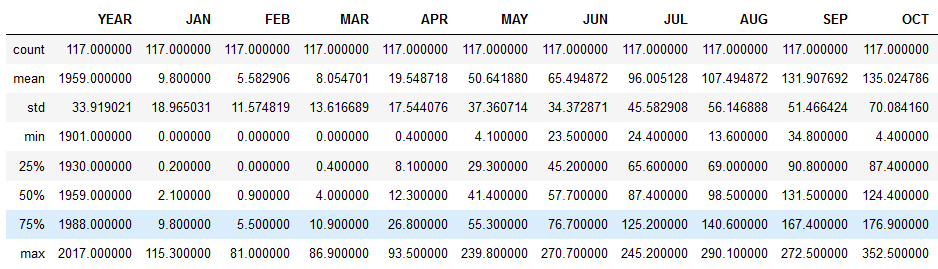 YEAR JAN FEB MAR APR MAY JUN JUL AUG SEP OCT
count 117.000000 117.000000 117.000000 117.000000 117.000000 117.000000 117.000000 117.000000 117.000000 117.000000 117.000000
mean 1959.000000 9.800000 5.582906 8.054701 19.548718 50.641880 65.494872 96.005128 107.494872 131.907692 135.024786
std 33.919021 18.965031 11.574819 13.616689 17.544076 37.360714 34.372871 45.582908 56.146888 51.466424 70.084160
min 1901.000000 0.000000 0.000000 0.000000 0.400000 4.100000 23.500000 24.400000 13.600000 34.800000 4.400000
25% 1930.000000 0.200000 0.000000 0.400000 8.100000 29.300000 45.200000 65.600000 69.000000 90.800000 87.400000
50% 1959.000000 2.100000 0.900000 4.000000 12.300000 41.400000 57.700000 87.400000 98.500000 131.500000 124.400000
75% 1988.000000 9.800000 5.500000 10.900000 26.800000 55.300000 76.700000 125.200000 140.600000 167.400000 176.900000
max 2017.000000 115.300000 81.000000 86.900000 93.500000 239.800000 270.700000 245.200000 290.100000 272.500000 352.500000